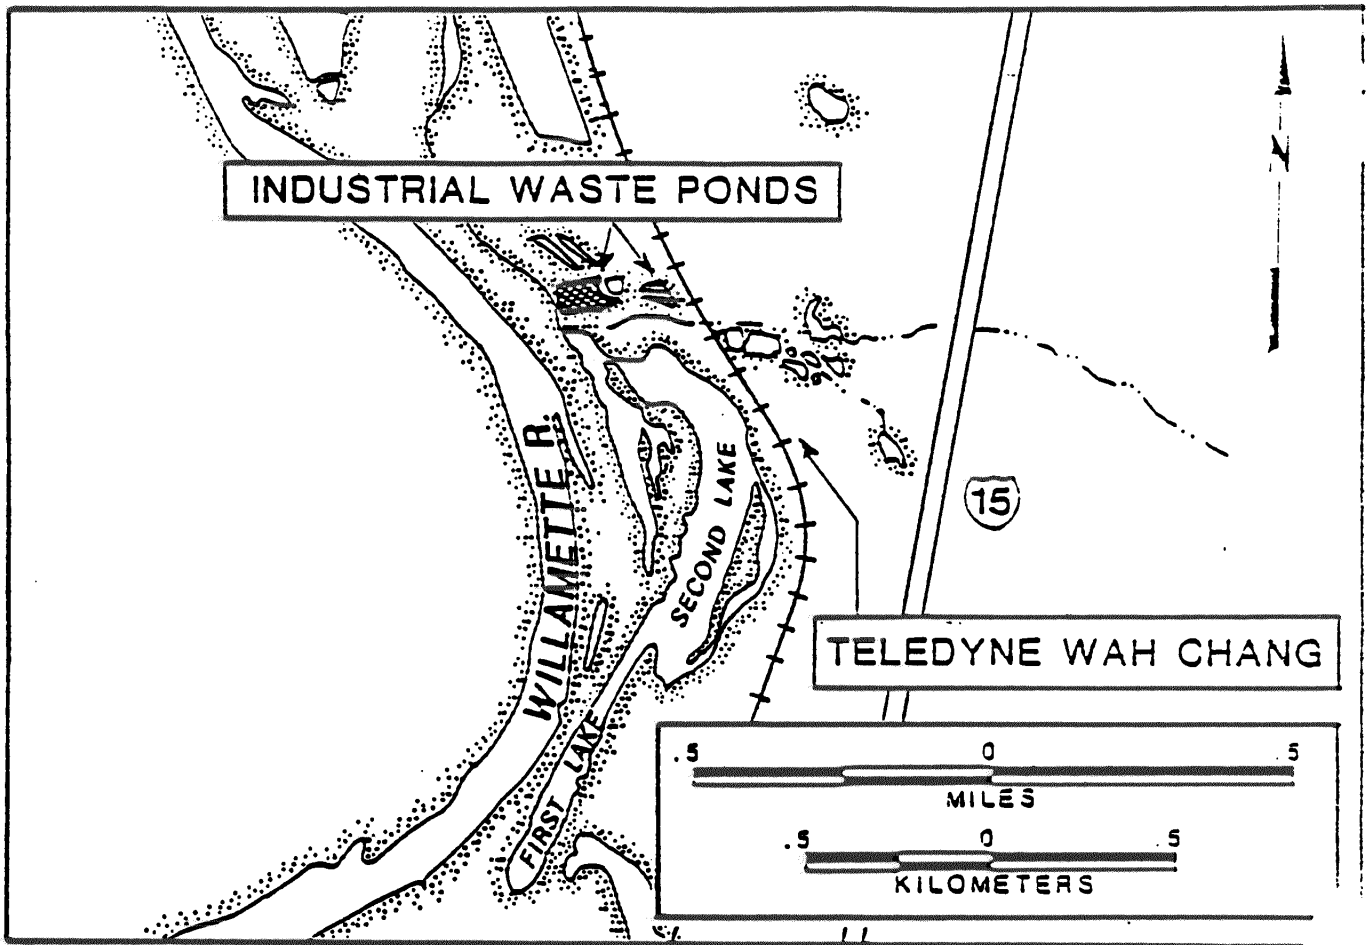 INDUSTRIAL WASTE PONDS
N
WILLAMETTE R.
SECOND LAKE
15
TELEDYNE WAH CHANG
FIRST LAKE
.5 0 5
MILES
.5 0 5
KILOMETERS